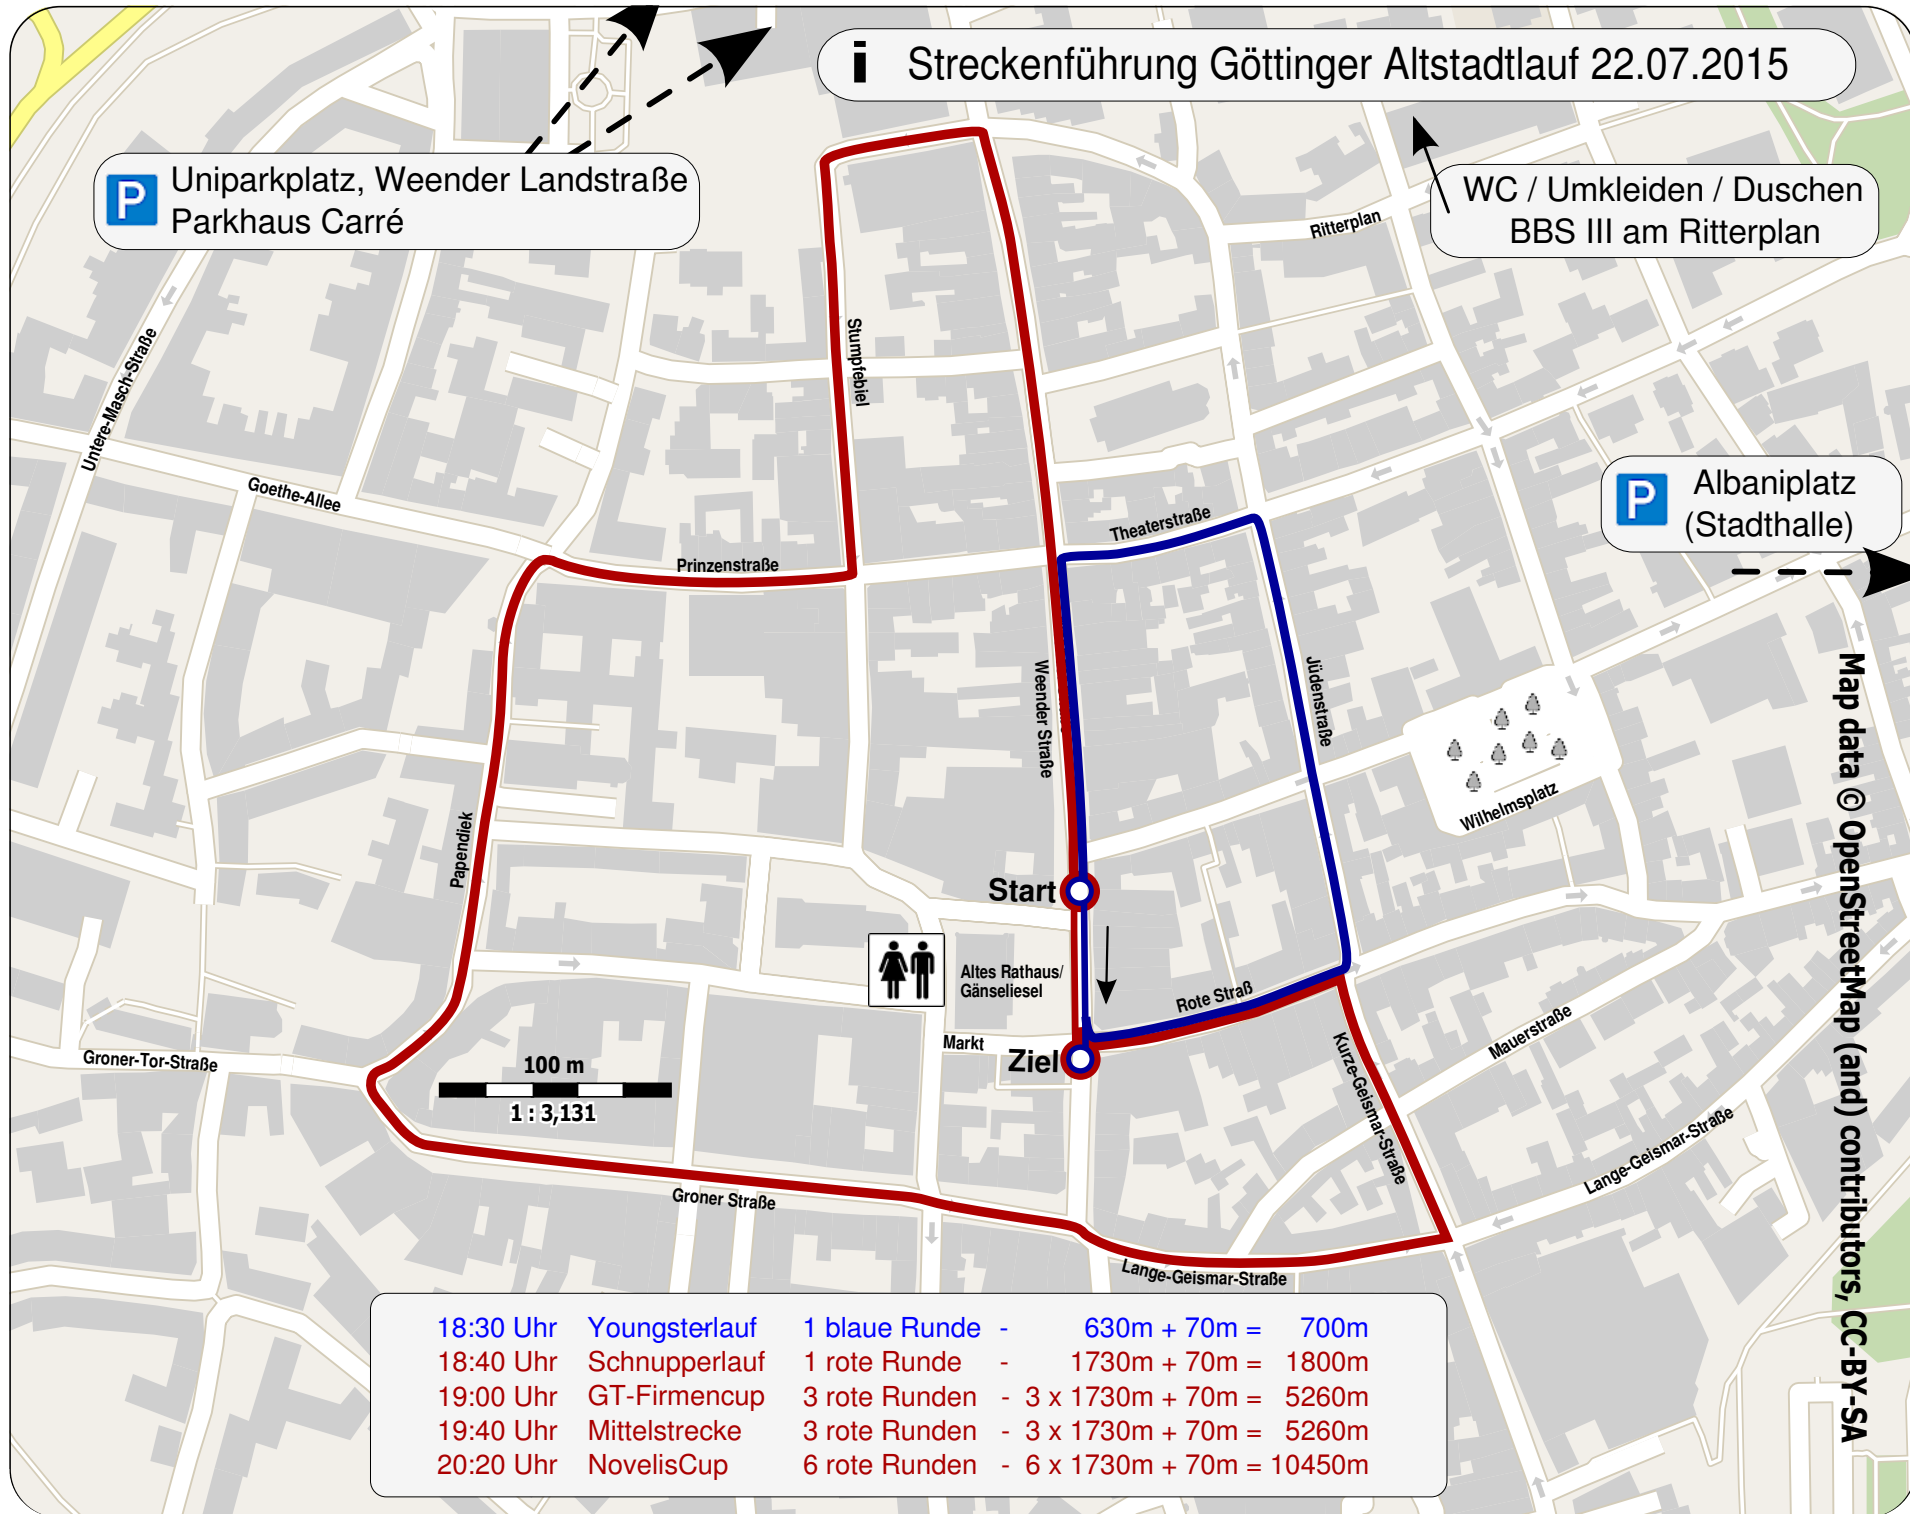 i Streckenführung Göttinger Altstadtlauf 22.07.2015
P Uniparkplatz, Weender Landstraße
Parkhaus Carré
WC / Umkleiden / Duschen
BBS III am Ritterplan
Ritterplan
Stumpfebiel
Untere-Masch-Straße
Goethe-Allee
P Albaniplatz
(Stadthalle)
Theaterstraße
Prinzenstraße
Weender Straße
Jüdenstraße
Wilhelmsplatz
Papendiek
Start
Altes Rathaus/
Gänseliesel
Rote Straß
Markt
Ziel
Mauerstraße
Kurze-Geismar-Straße
Groner-Tor-Straße
100 m
1 : 3,131
Lange-Geismar-Straße
Groner Straße
Lange-Geismar-Straße
Map data © OpenStreetMap (and) contributors, CC-BY-SA
18:30 Uhr Youngsterlauf 1 blaue Runde - 630m + 70m = 700m
18:40 Uhr Schnupperlauf 1 rote Runde - 1730m + 70m = 1800m
19:00 Uhr GT-Firmencup 3 rote Runden - 3 x 1730m + 70m = 5260m
19:40 Uhr Mittelstrecke 3 rote Runden - 3 x 1730m + 70m = 5260m
20:20 Uhr NovelisCup 6 rote Runden - 6 x 1730m + 70m = 10450m